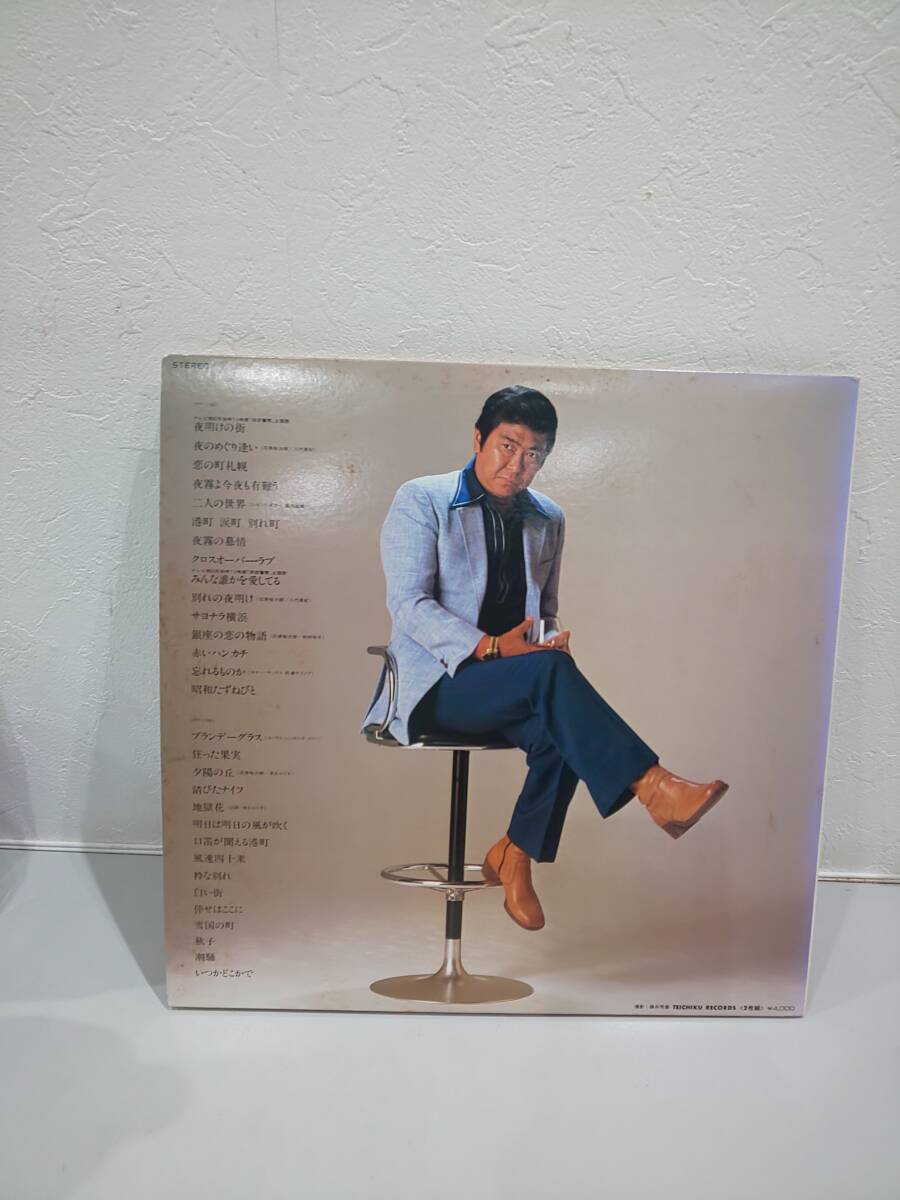 STEREO
夜明けの街
夜のめぐり逢い
恋の町札幌
夜霧よ今夜も有難う
二人の世界
港町 涙町 別れ町
夜霧の慕情
クロスオーバーラブ
みんな誰かを愛してる
別れの夜明け
サヨナラ横浜
銀座の恋の物語
赤いハンカチ
忘れるものか
昭和たずねびと
ブランデーグラス
狂った果実
夕陽の丘
錆びたナイフ
地獄花
明日は明日の風が吹く
口笛が聞える港町
風速四十米
粋な別れ
白い街
倖せはここに
雪国の町
秋子
潮騒
いつかどこかで
TEICHIKU RECORDS 〈2枚組〉 ¥4,000